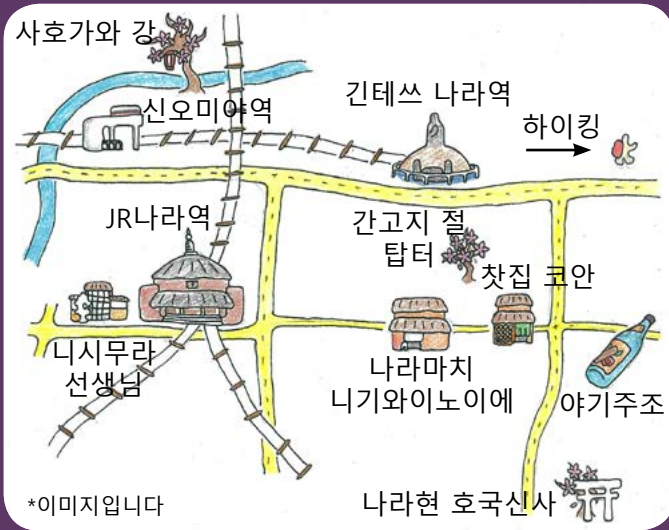 사호가와 강
신오미야역
긴테쓰 나라역
하이킹
JR나라역
간고지 절
탑터
찻집 코안
니시무라
선생님
나라마치
니기와이노이에
야기주조
*이미지입니다
나라현 호국신사